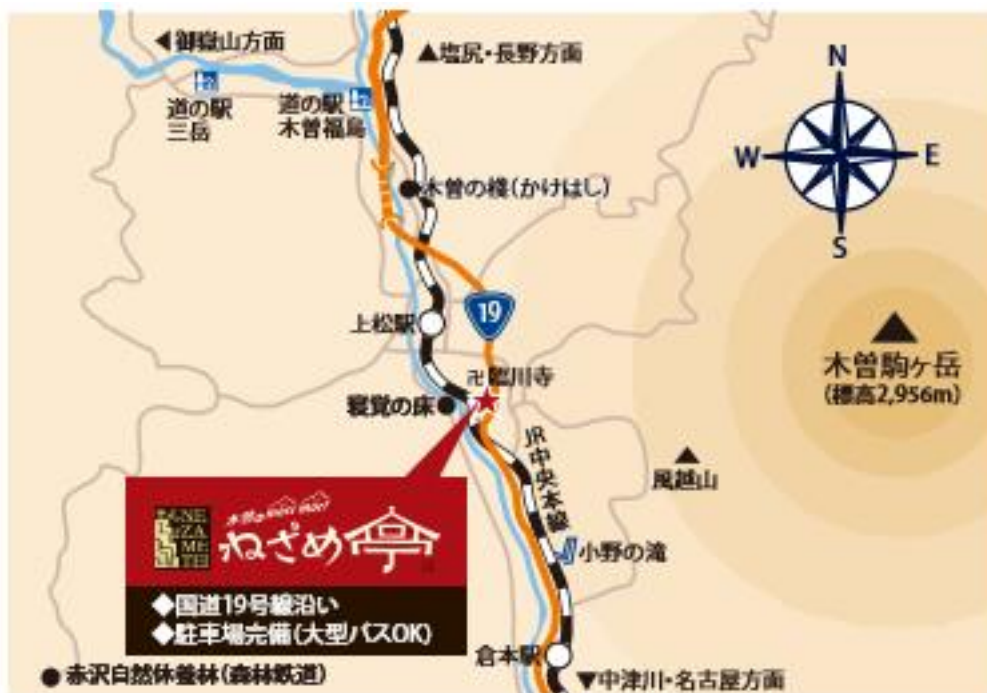 ◀御嶽山方面
▲塩尻・長野方面
N
W
E
S
道の駅
三岳
道の駅
木曽福島
木曽の棧(かけはし)
19
上松駅
木曽駒ヶ岳
(標高2,956m)
卍臨川寺
寝覚の床
JR中央本線
風越山
NE
ZA
ME
TEI
ねざめ亭
小野の滝
◆国道19号線沿い
◆駐車場完備(大型バスOK)
倉本駅
赤沢自然休養林(森林鉄道)
▼中津川・名古屋方面